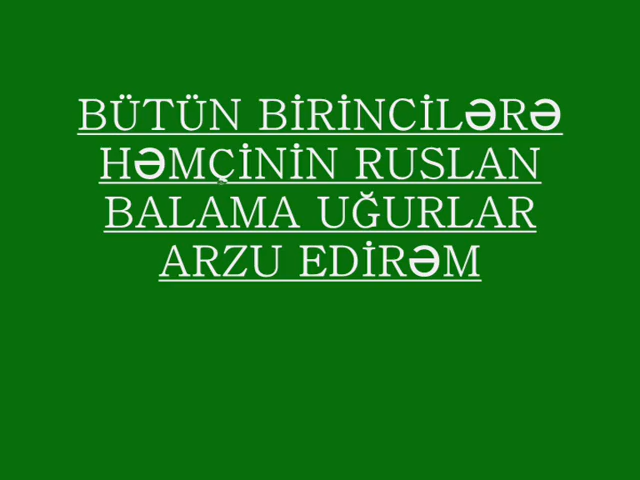 BÜTÜN BİRİNCİLƏRƏ
HƏMÇİNİN RUSLAN
BALAMA UĞURLAR
ARZU EDİRƏM